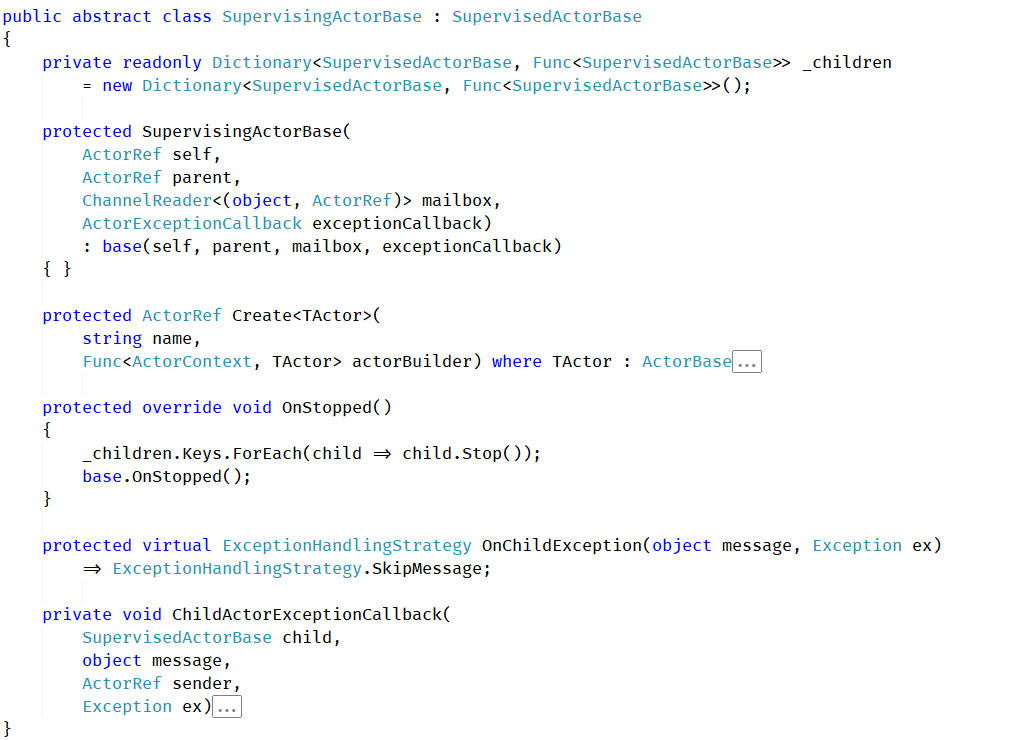 public abstract class SupervisingActorBase : SupervisedActorBase
{
    private readonly Dictionary<SupervisedActorBase, Func<SupervisedActorBase>> _children
        = new Dictionary<SupervisedActorBase, Func<SupervisedActorBase>>();

    protected SupervisingActorBase(
        ActorRef self,
        ActorRef parent,
        ChannelReader<(object, ActorRef)> mailbox,
        ActorExceptionCallback exceptionCallback)
        : base(self, parent, mailbox, exceptionCallback)
    { }

    protected ActorRef Create<TActor>(
        string name,
        Func<ActorContext, TActor> actorBuilder) where TActor : ActorBase...

    protected override void OnStopped()
    {
        _children.Keys.ForEach(child => child.Stop());
        base.OnStopped();
    }

    protected virtual ExceptionHandlingStrategy OnChildException(object message, Exception ex)
        => ExceptionHandlingStrategy.SkipMessage;

    private void ChildActorExceptionCallback(
        SupervisedActorBase child,
        object message,
        ActorRef sender,
        Exception ex)...
}